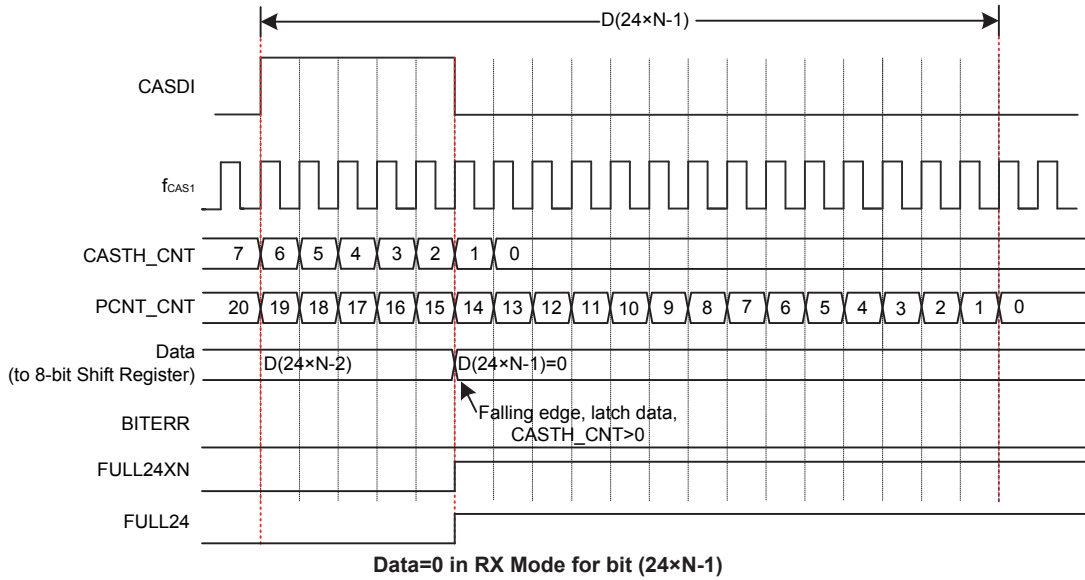 D(24×N-1)
CASDI
fCAS1
CASTH_CNT 7 6 5 4 3 2 1 0
PCNT_CNT 20 19 18 17 16 15 14 13 12 11 10 9 8 7 6 5 4 3 2 1 0
Data
(to 8-bit Shift Register)
D(24×N-2) D(24×N-1)=0
Falling edge, latch data,
CASTH_CNT>0
BITERR
FULL24XN
FULL24
Data=0 in RX Mode for bit (24×N-1)